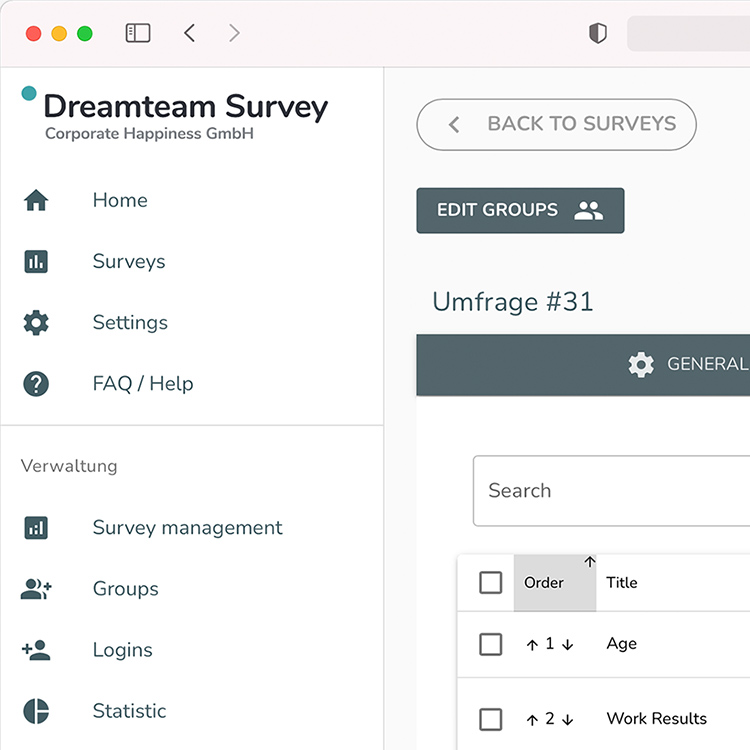 Dreamteam Survey
Corporate Happiness GmbH
Home
Surveys
Settings
FAQ / Help
Verwaltung
Survey management
Groups
Logins
Statistic
BACK TO SURVEYS
EDIT GROUPS
Umfrage #31
GENERAL
Search
Order Title
1 Age
2 Work Results